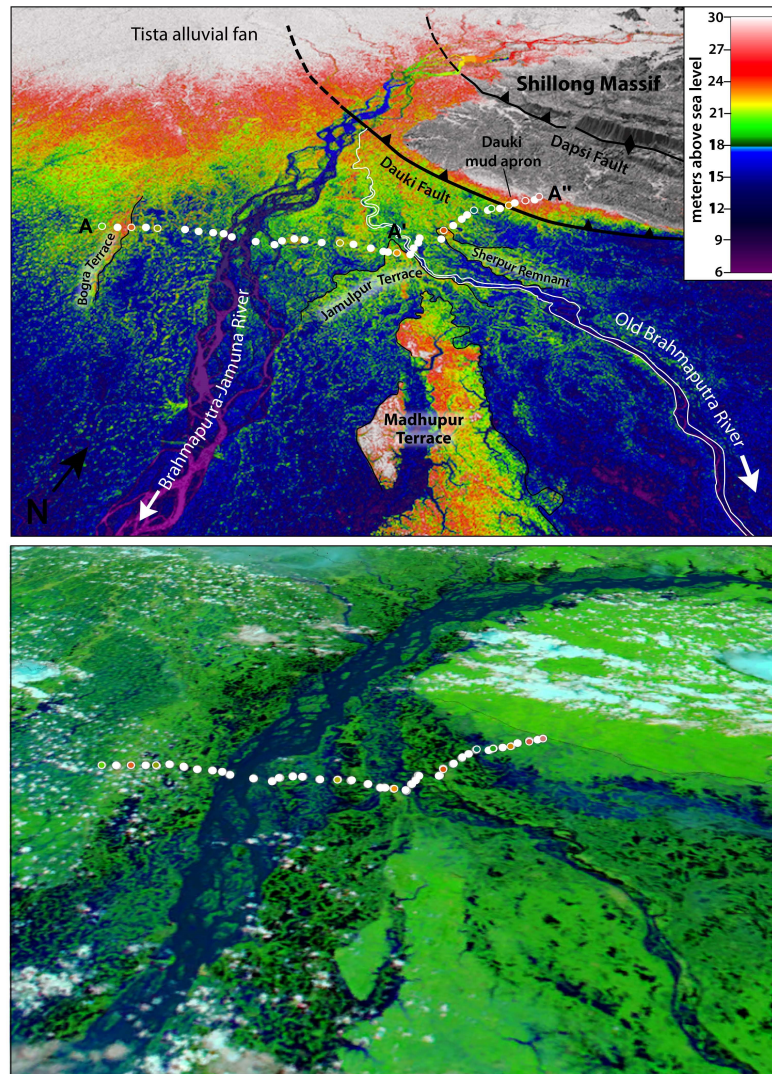 Tista alluvial fan
Shillong Massif
Dapsi Fault
Dauki
mud apron
Dauki Fault
A
A'
A"
Bogra Terrace
Sherpur Remnant
Jamulpur Terrace
Brahmaputra-Jamuna River
Old Brahmaputra River
Madhupur
Terrace
N
meters above sea level
30
27
24
21
18
15
12
9
6